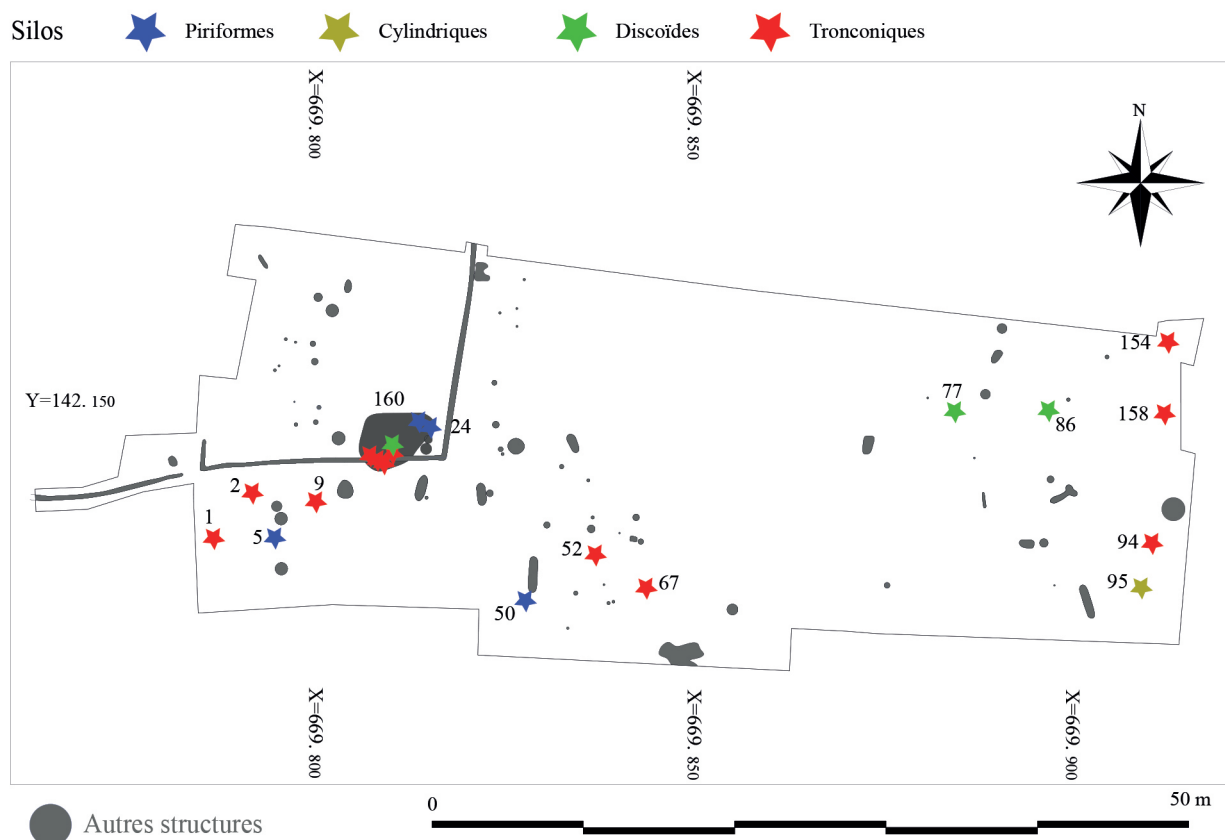 Silos Piriformes Cylindriques Discoïdes Tronconiques
X=669. 800
X=669. 850
N
154
Y=142. 150
160
24
77
86
158
2
9
1
5
52
67
50
94
95
X=669. 800
X=669. 850
X=669. 900
0
50 m
Autres structures